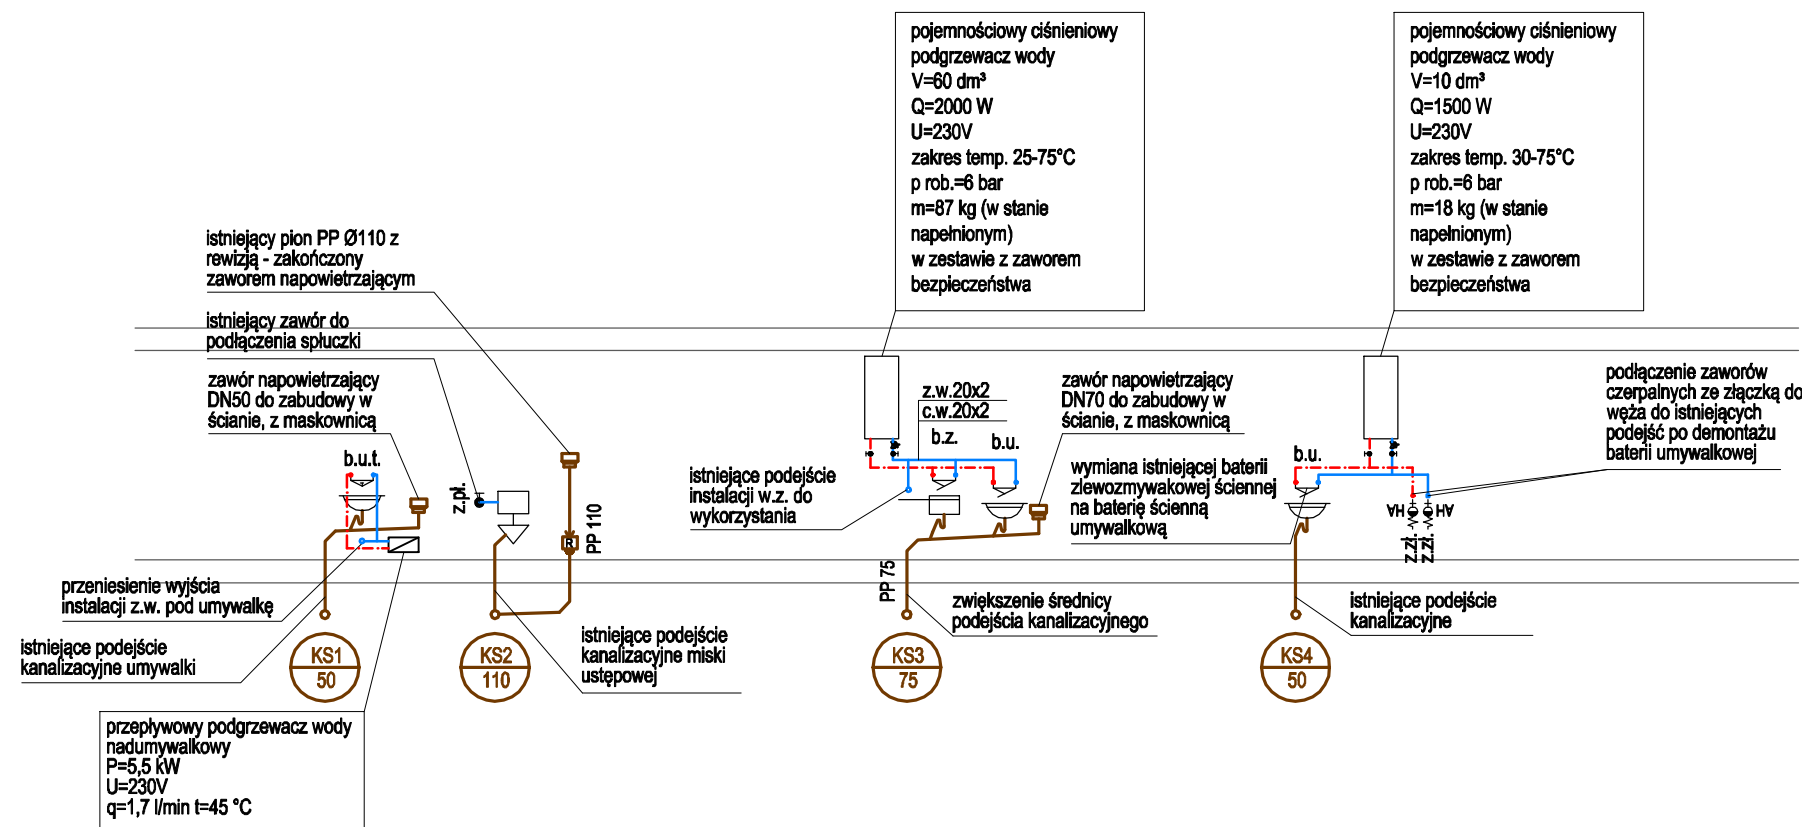 pojemnościowy ciśnieniowy
podgrzewacz wody
V=60 dm³
Q=2000 W
U=230V
zakres temp. 25-75°C
p rob.=6 bar
m=87 kg (w stanie
napełnionym)
w zestawie z zaworem
bezpieczeństwa
pojemnościowy ciśnieniowy
podgrzewacz wody
V=10 dm³
Q=1500 W
U=230V
zakres temp. 30-75°C
p rob.=6 bar
m=18 kg (w stanie
napełnionym)
w zestawie z zaworem
bezpieczeństwa
istniejący pion PP Ø110 z
rewizją - zakończony
zaworem napowietrzającym
istniejący zawór do
podłączenia spłuczki
zawór napowietrzający
DN50 do zabudowy w
ścianie, z maskownicą
b.u.t.
z.pł.
R
PP 110
z.w.20x2
c.w.20x2
b.z.
b.u.
zawór napowietrzający
DN70 do zabudowy w
ścianie, z maskownicą
istniejące podejście
instalacji w.z. do
wykorzystania
wymiana istniejącej baterii
zlewozmywakowej ściennej
na baterię ścienną
umywalkową
b.u.
podłączenie zaworów
czerpalnych ze złączką do
węża do istniejących
podejść po demontażu
baterii umywalkowej
HA
HA
z.zł.
z.zł.
przeniesienie wyjścia
instalacji z.w. pod umywalkę
istniejące podejście
kanalizacyjne umywalki
KS1
50
KS2
110
istniejące podejście
kanalizacyjne miski
ustępowej
PP 75
KS3
75
zwiększenie średnicy
podejścia kanalizacyjnego
KS4
50
istniejące podejście
kanalizacyjne
przepływowy podgrzewacz wody
nadumywalkowy
P=5,5 kW
U=230V
q=1,7 l/min t=45 °C